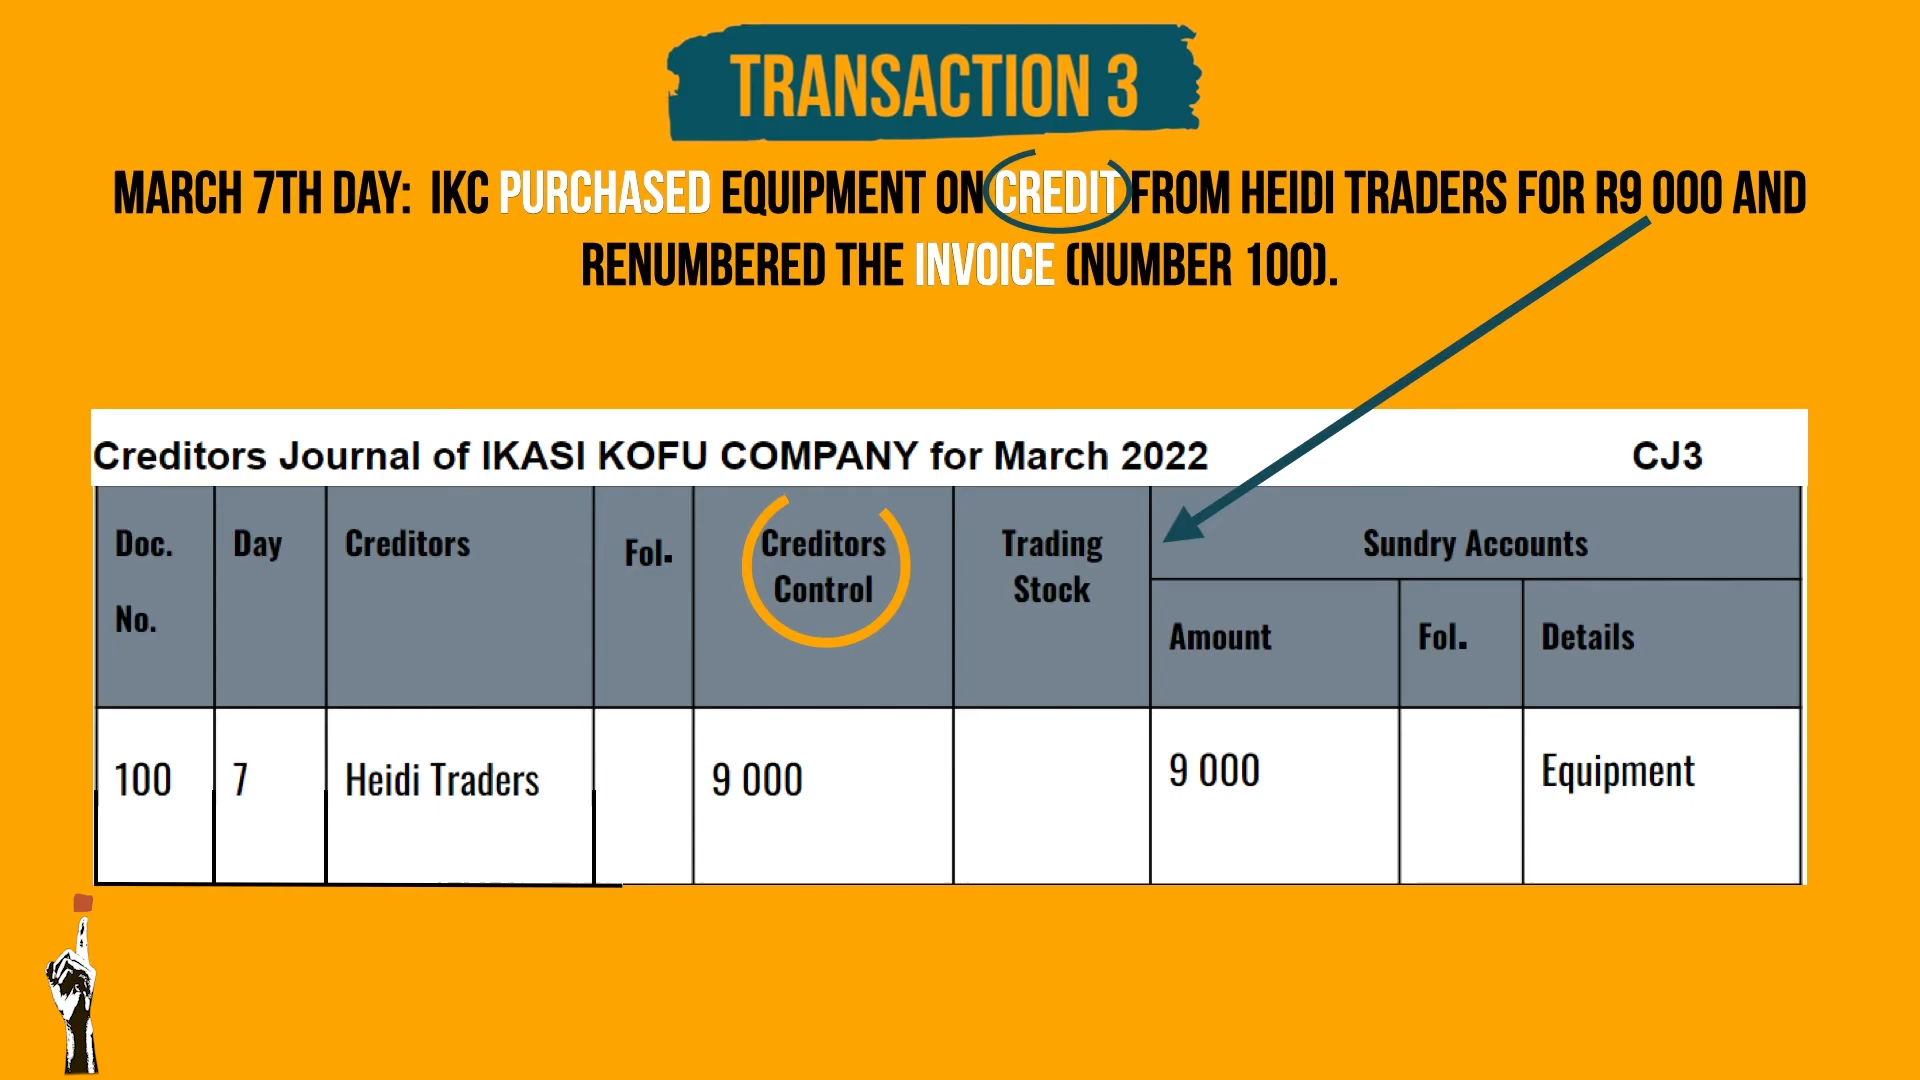 TRANSACTION 3
MARCH 7TH DAY: IKC PURCHASED EQUIPMENT ON CREDIT FROM HEIDI TRADERS FOR R9 000 AND
RENUMBERED THE INVOICE (NUMBER 100).
Creditors Journal of IKASI KOFU COMPANY for March 2022 CJ3
Doc. No. Day Creditors Fol. Creditors Control Trading Stock Sundry Accounts
Amount Fol. Details
100 7 Heidi Traders 9 000 9 000 Equipment